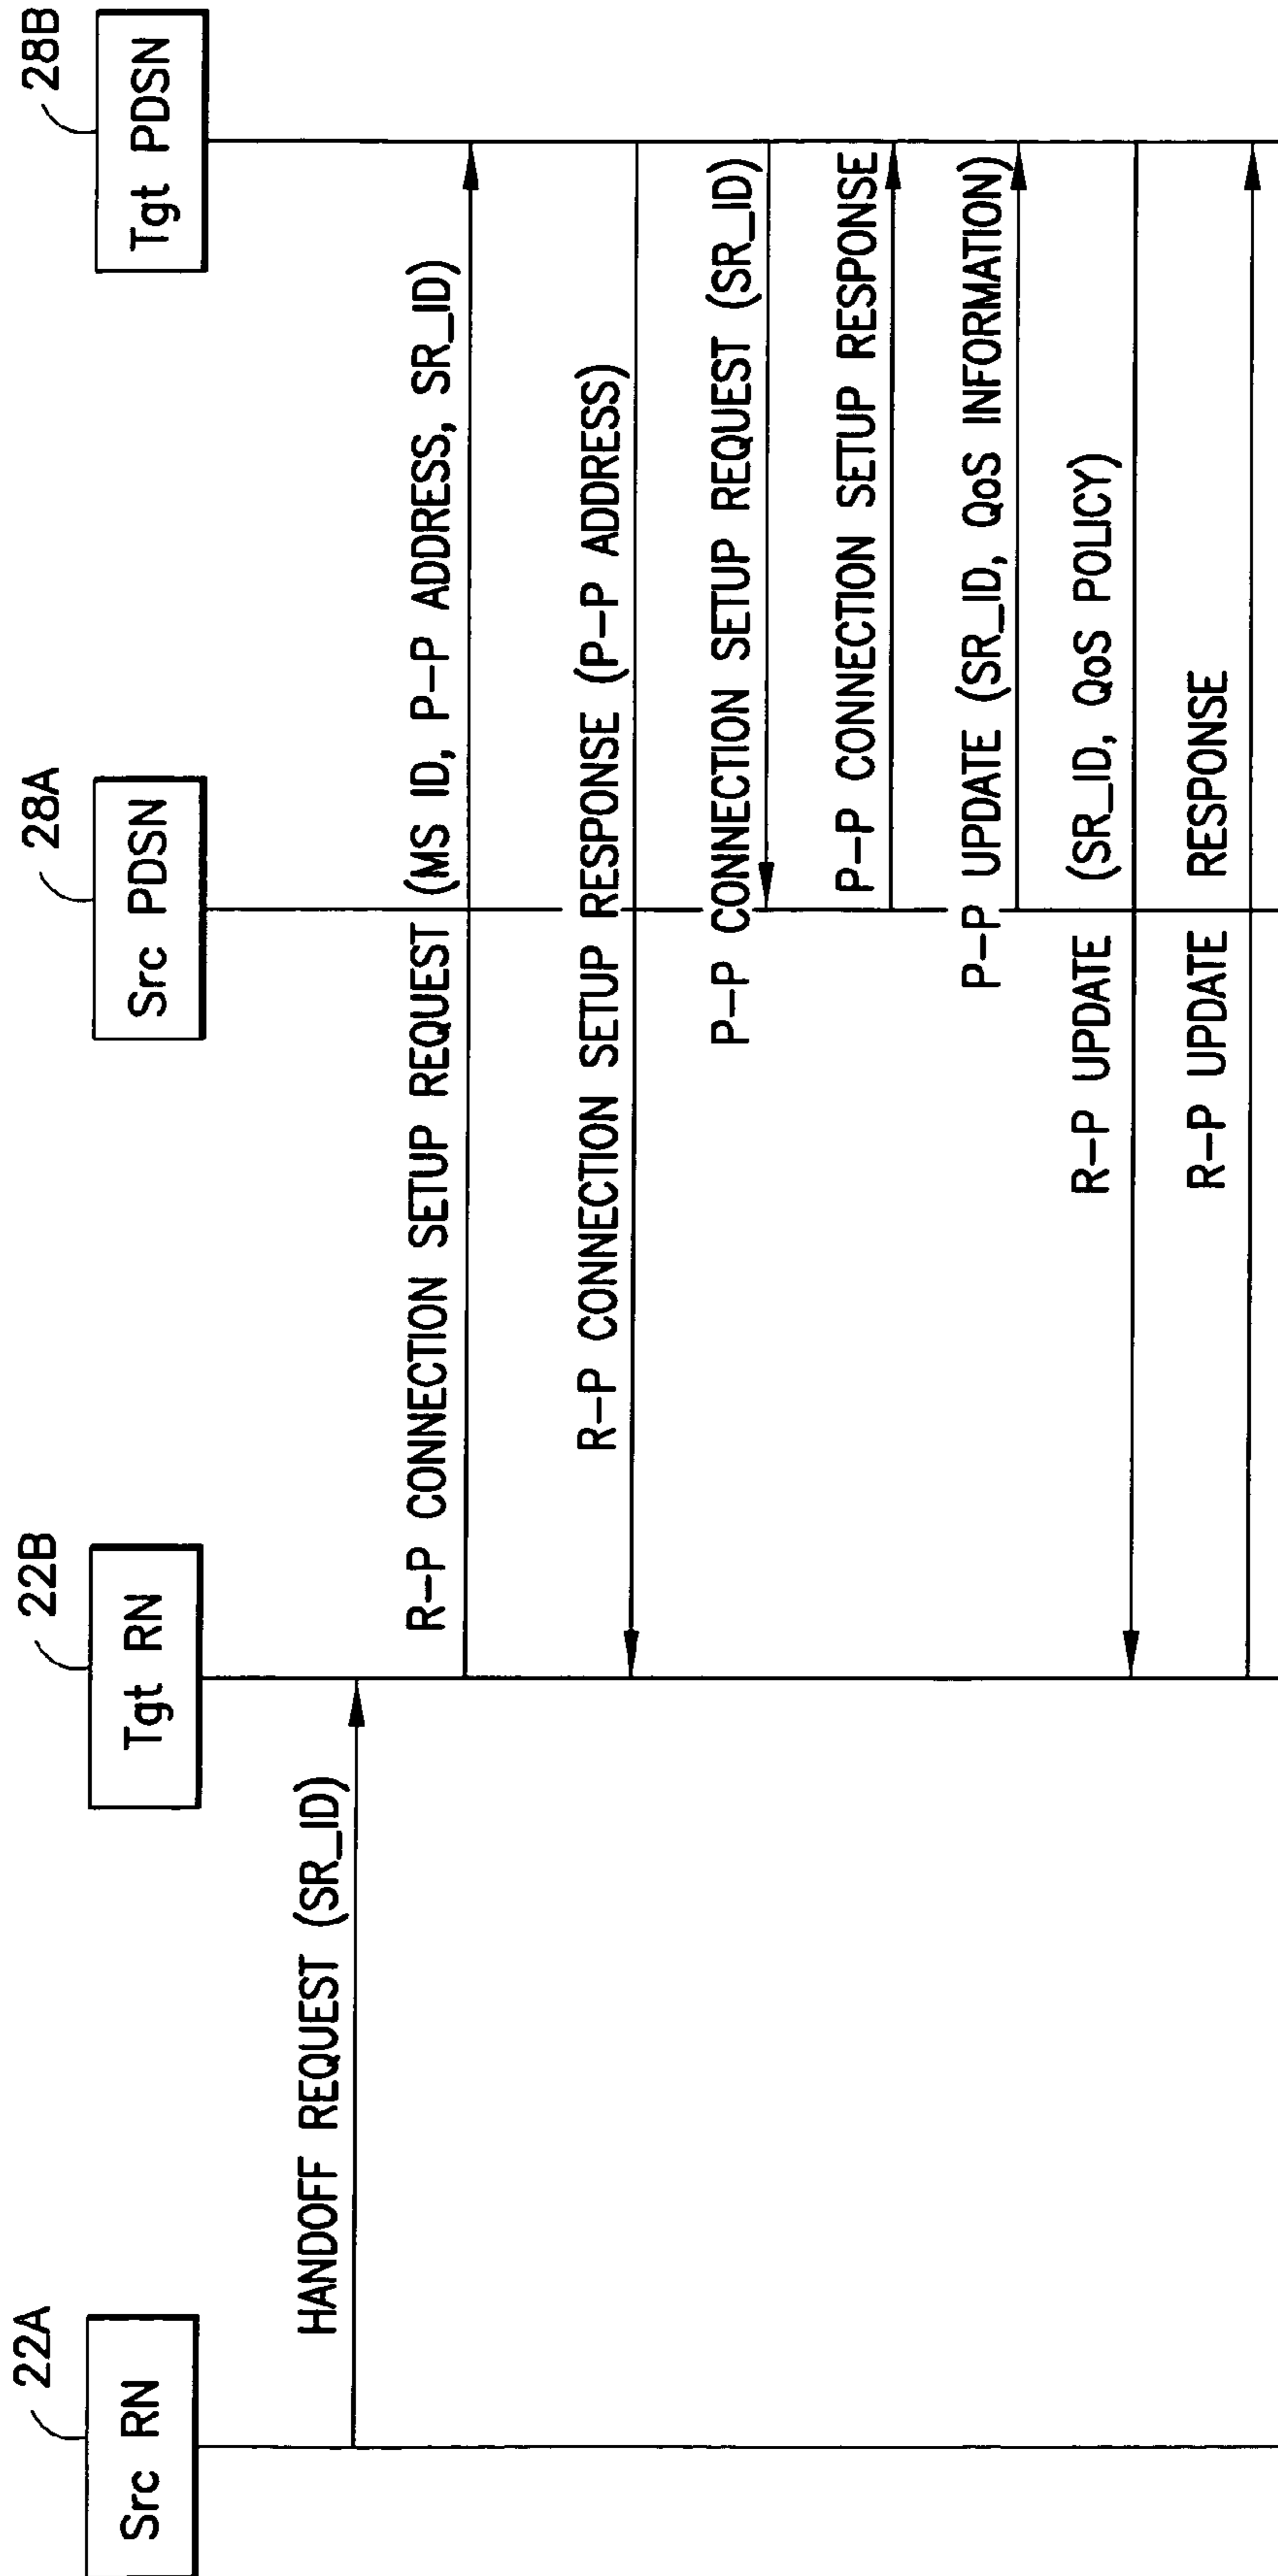 22A
Src RN
22B
Tgt RN
28A
Src PDSN
28B
Tgt PDSN
HANDOFF REQUEST (SR_ID)
R-P CONNECTION SETUP REQUEST (MS ID, P-P ADDRESS, SR_ID)
R-P CONNECTION SETUP RESPONSE (P-P ADDRESS)
P-P CONNECTION SETUP REQUEST (SR_ID)
P-P CONNECTION SETUP RESPONSE
P-P UPDATE (SR_ID, QoS INFORMATION)
R-P UPDATE (SR_ID, QoS POLICY)
R-P UPDATE RESPONSE